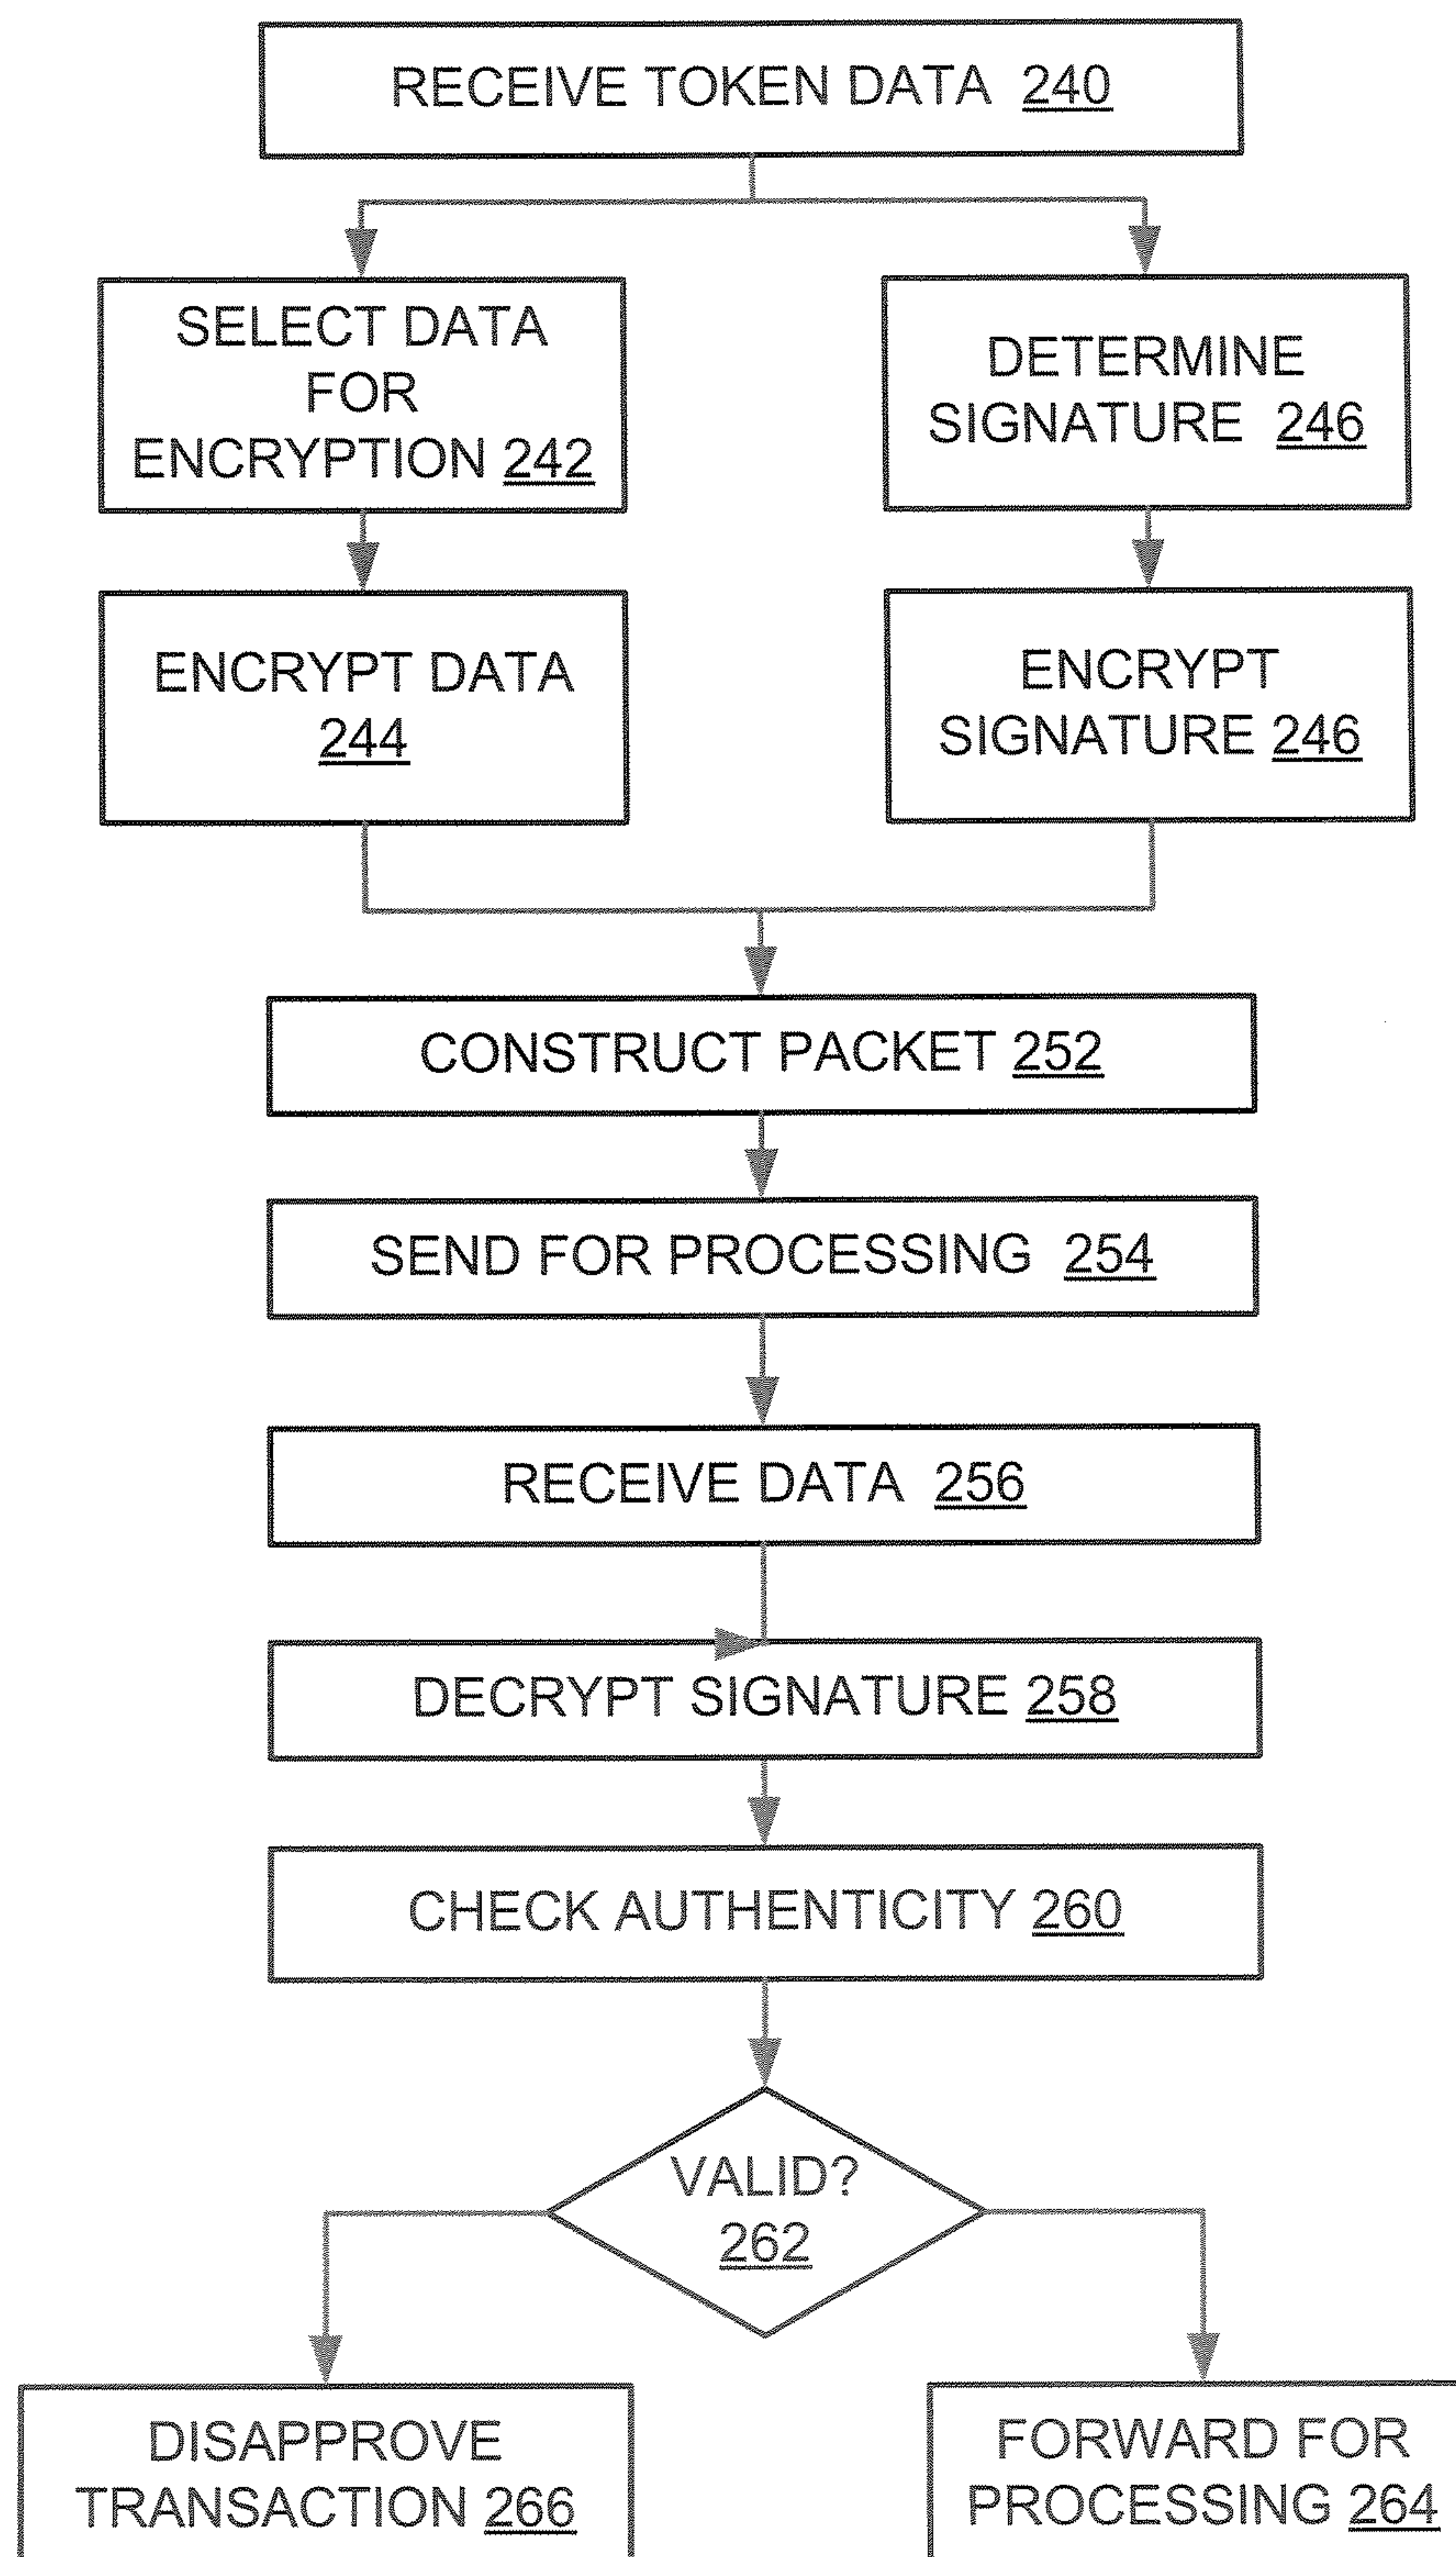 RECEIVE TOKEN DATA 240
SELECT DATA
FOR
ENCRYPTION 242
DETERMINE
SIGNATURE 246
ENCRYPT DATA
244
ENCRYPT
SIGNATURE 246
CONSTRUCT PACKET 252
SEND FOR PROCESSING 254
RECEIVE DATA 256
DECRYPT SIGNATURE 258
CHECK AUTHENTICITY 260
VALID?
262
DISAPPROVE
TRANSACTION 266
FORWARD FOR
PROCESSING 264